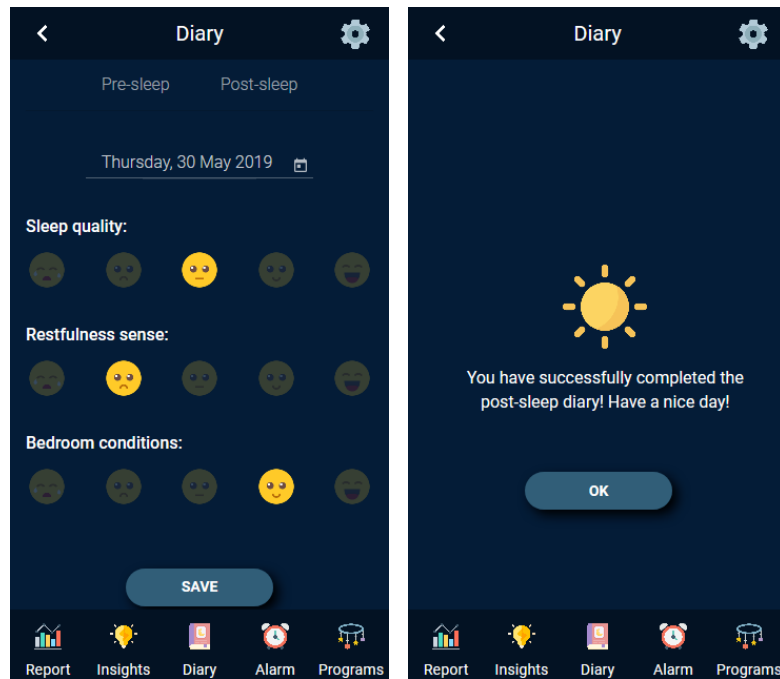 Diary
Pre-sleep Post-sleep
Thursday, 30 May 2019
Sleep quality:
Restfulness sense:
Bedroom conditions:
SAVE
Report Insights Diary Alarm Programs
Diary
You have successfully completed the
post-sleep diary! Have a nice day!
OK
Report Insights Diary Alarm Programs